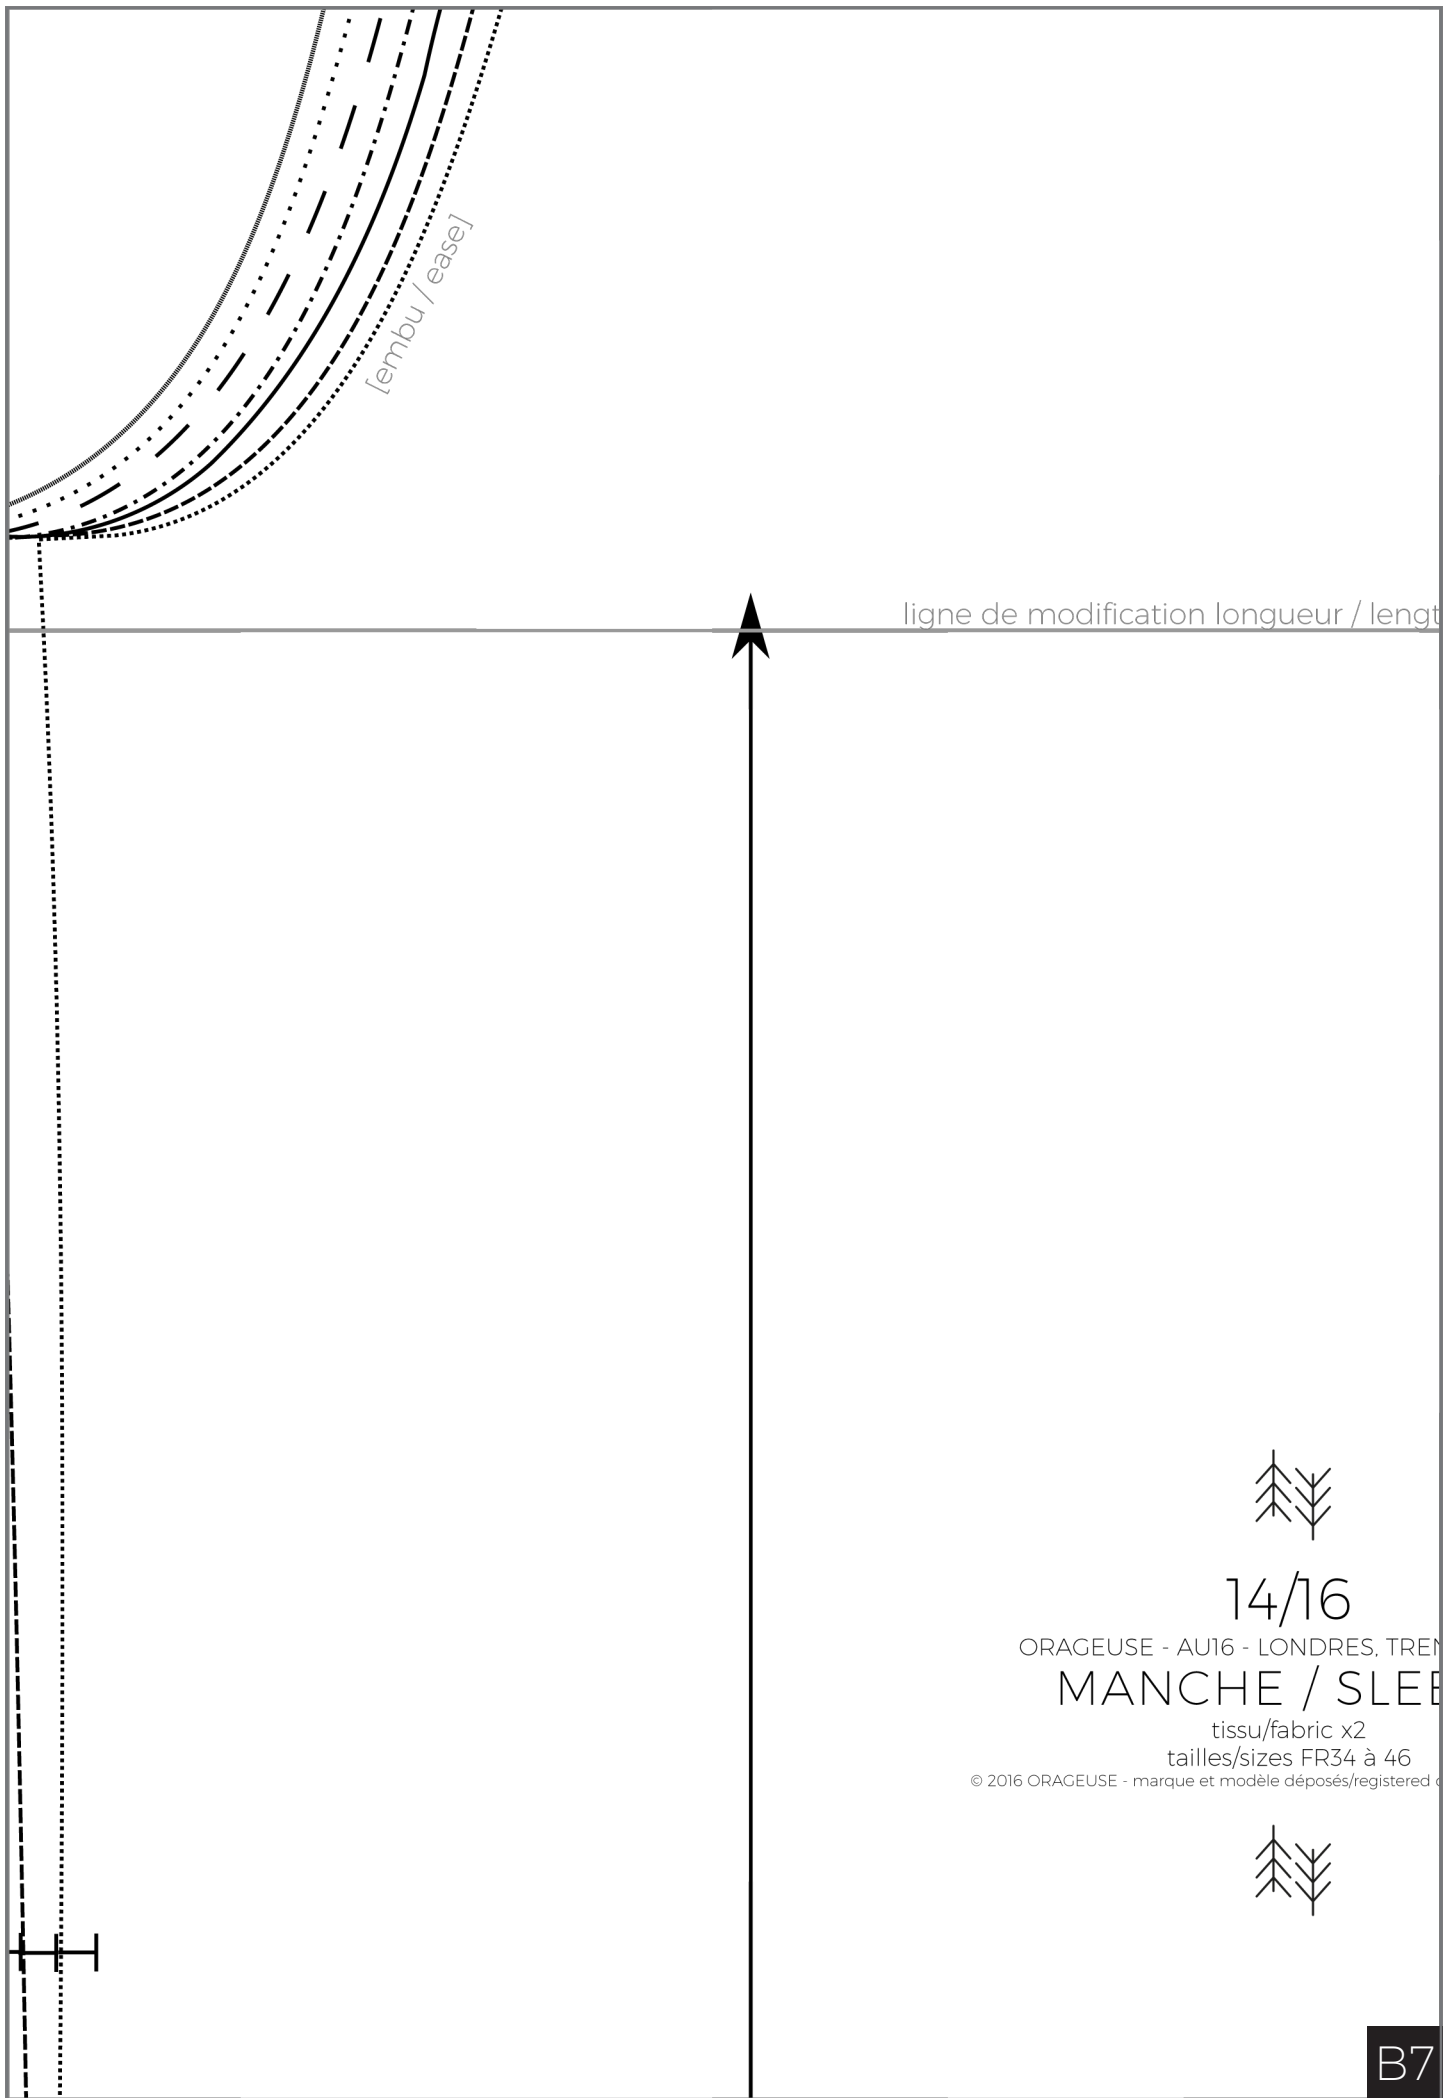 [embu / ease]
ligne de modification longueur / lengt
14/16
ORAGEUSE - AU16 - LONDRES, TREN
MANCHE / SLEE
tissu/fabric x2
tailles/sizes FR34 à 46
© 2016 ORAGEUSE - marque et modèle déposés/registered
B7